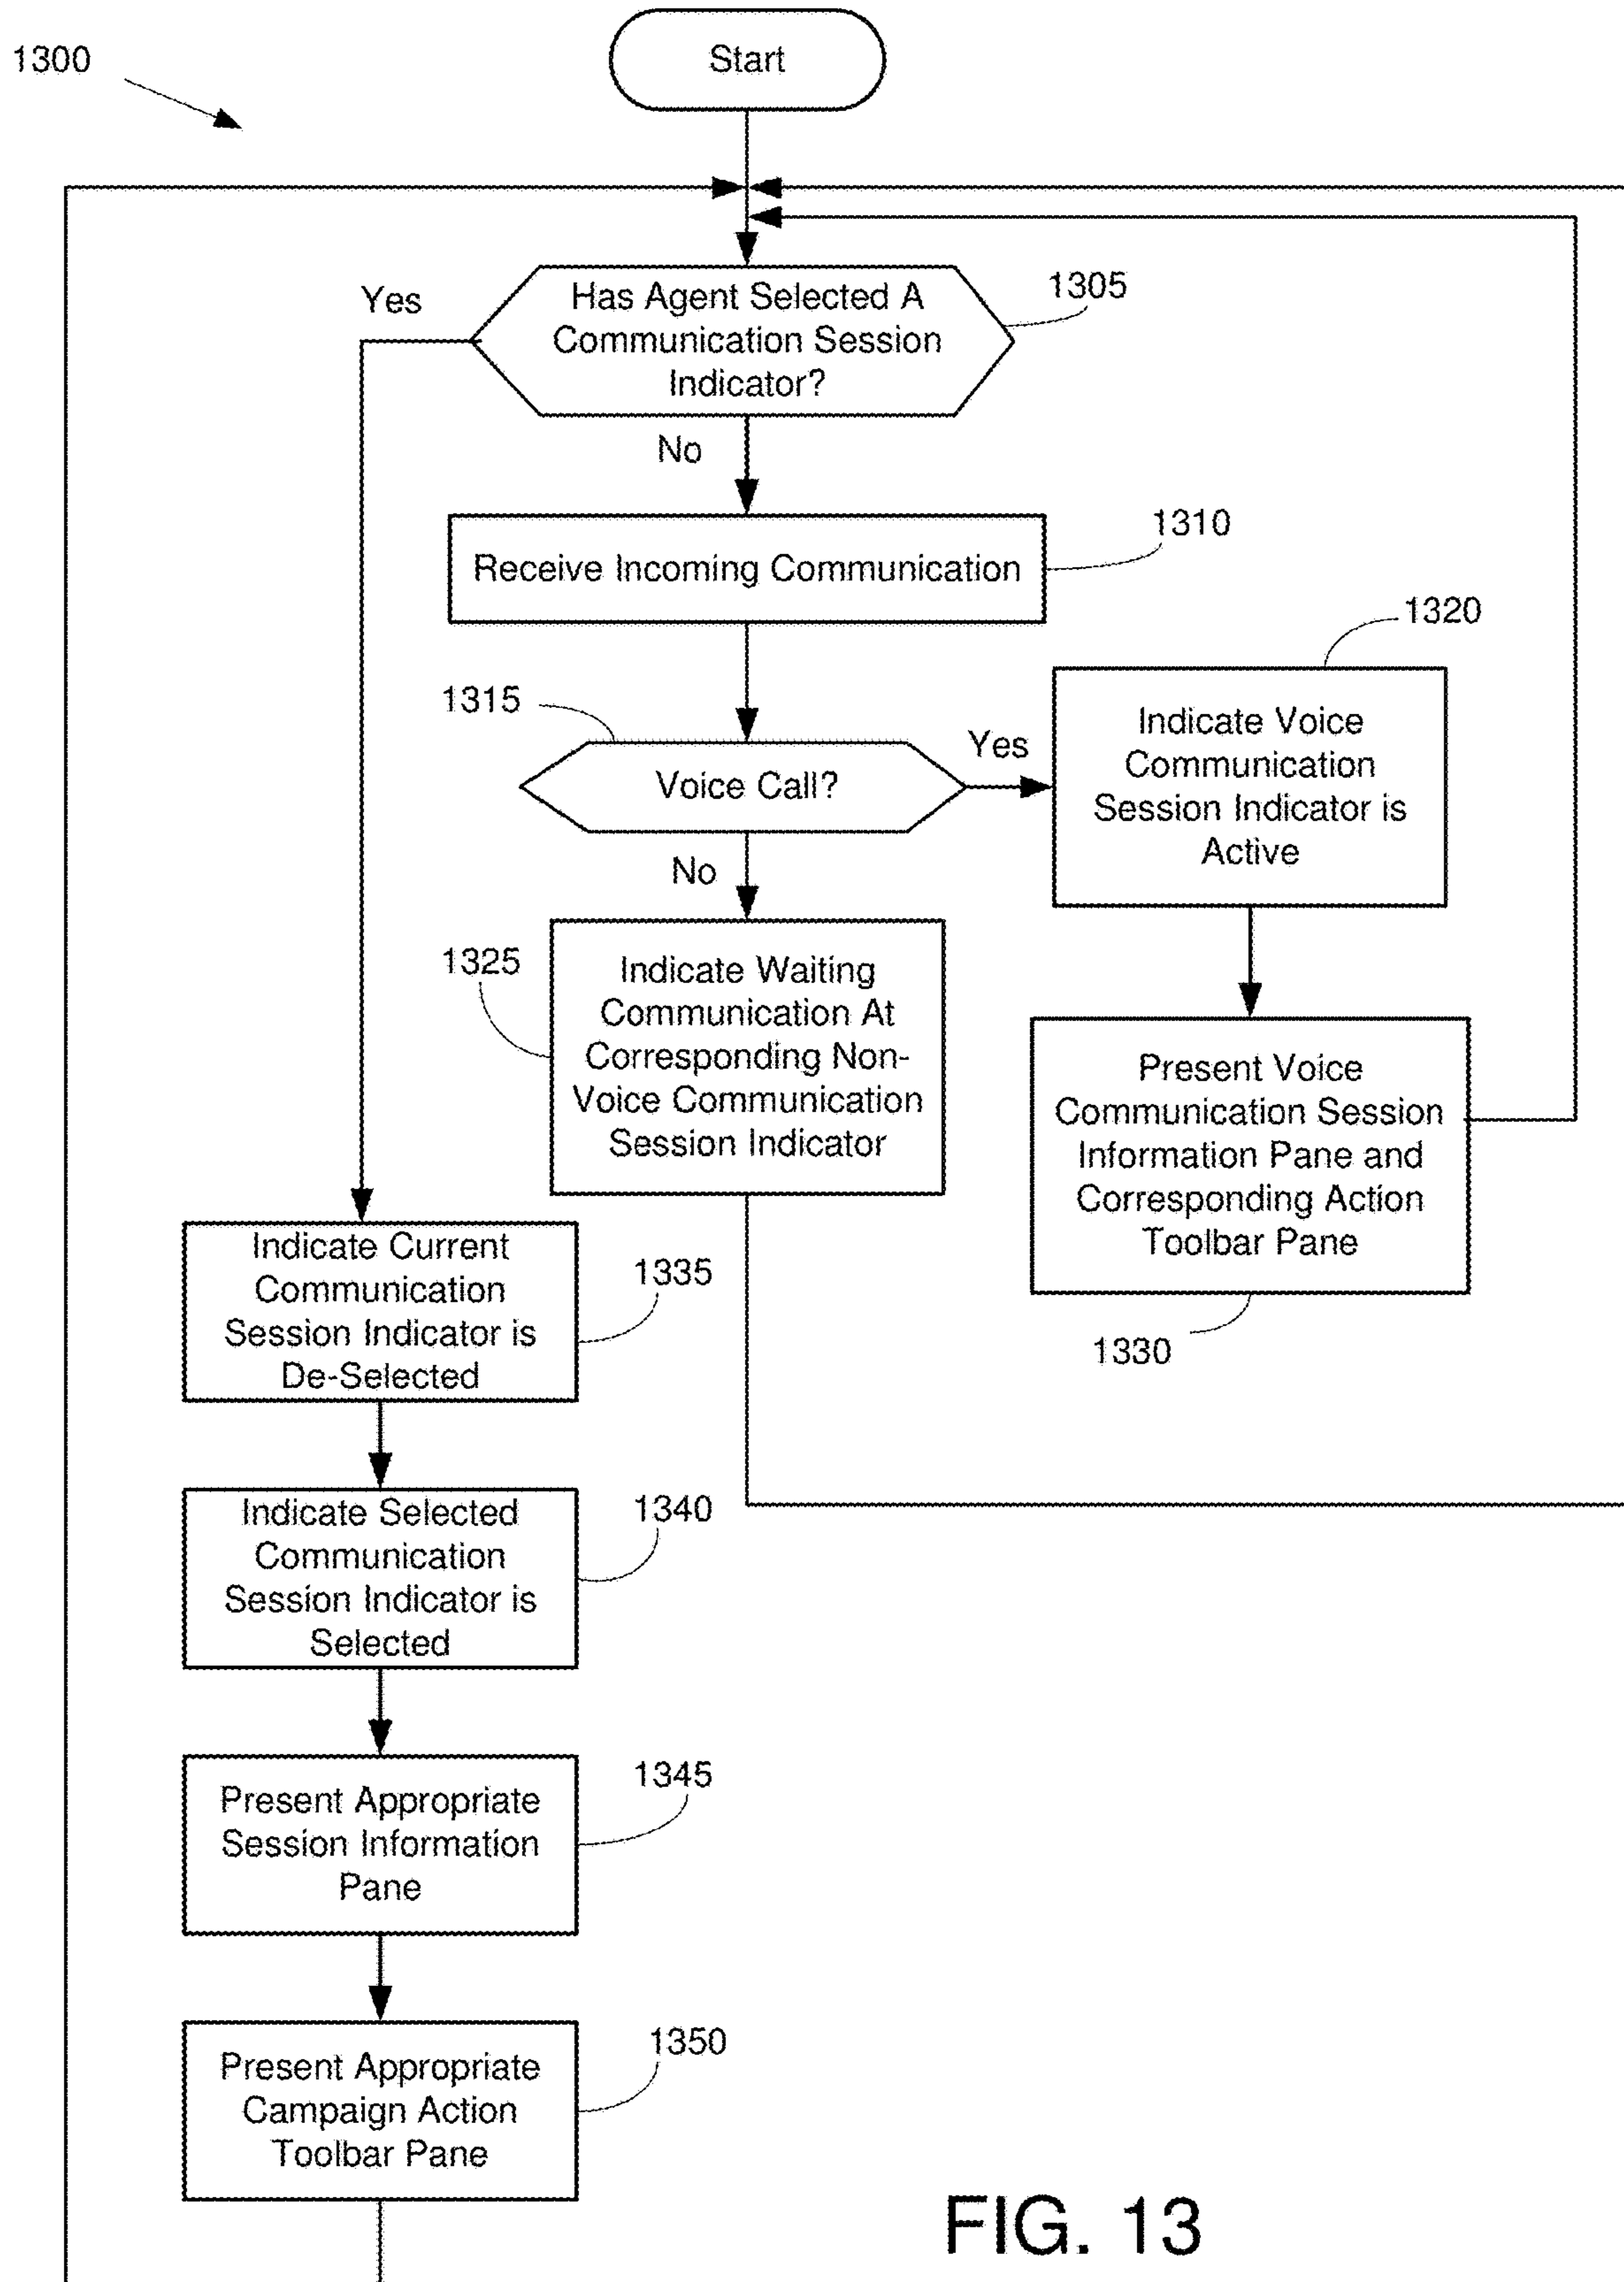 1300
Start
Yes
Has Agent Selected A
Communication Session
Indicator?
1305
No
1310
Receive Incoming Communication
1320
1315
Voice Call?
Yes
Indicate Voice
Communication
Session Indicator is
Active
No
1325
Indicate Waiting
Communication At
Corresponding Non-
Voice Communication
Session Indicator
Present Voice
Communication Session
Information Pane and
Corresponding Action
Toolbar Pane
1330
Indicate Current
Communication
Session Indicator is
De-Selected
1335
Indicate Selected
Communication
Session Indicator is
Selected
1340
Present Appropriate
Session Information
Pane
1345
Present Appropriate
Campaign Action
Toolbar Pane
1350
FIG. 13